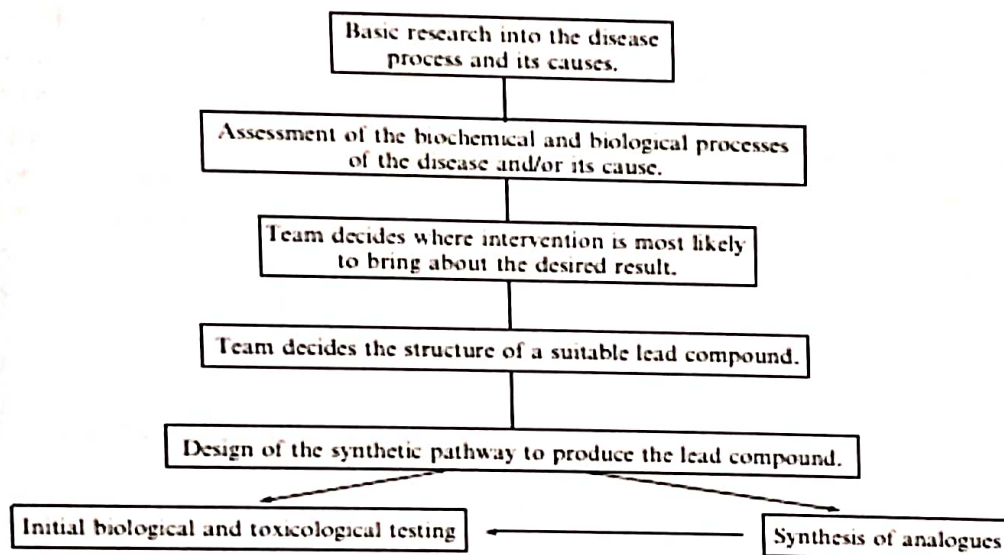 Basic research into the disease
process and its causes.
Assessment of the biochemical and biological processes
of the disease and/or its cause.
Team decides where intervention is most likely
to bring about the desired result.
Team decides the structure of a suitable lead compound.
Design of the synthetic pathway to produce the lead compound.
Initial biological and toxicological testing
Synthesis of analogues